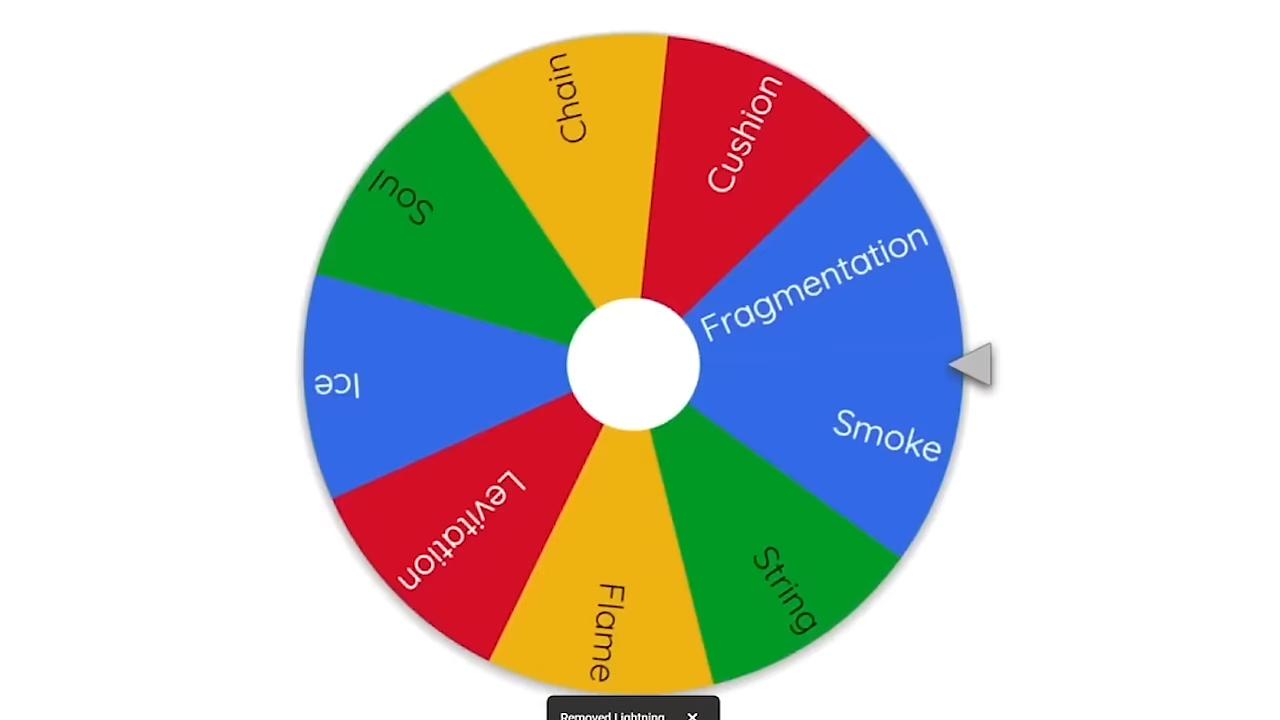 Chain
Cushion
Fragmentation
Smoke
String
Flame
Levitation
Ice
Soul
Removed Lightning ✕